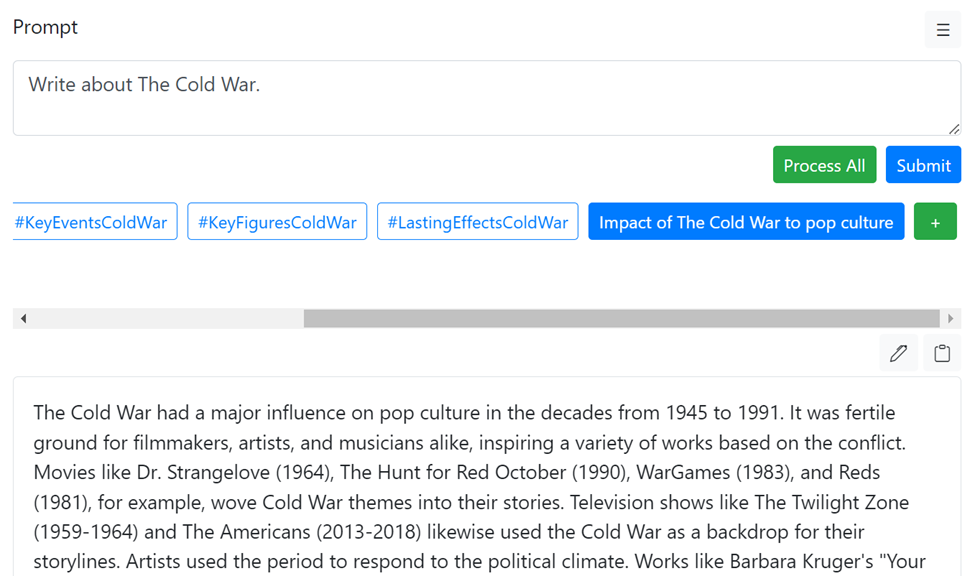 Prompt
Write about The Cold War.
Process All
Submit
#KeyEventsColdWar
#KeyFiguresColdWar
#LastingEffectsColdWar
Impact of The Cold War to pop culture
+
The Cold War had a major influence on pop culture in the decades from 1945 to 1991. It was fertile
ground for filmmakers, artists, and musicians alike, inspiring a variety of works based on the conflict.
Movies like Dr. Strangelove (1964), The Hunt for Red October (1990), WarGames (1983), and Reds
(1981), for example, wove Cold War themes into their stories. Television shows like The Twilight Zone
(1959-1964) and The Americans (2013-2018) likewise used the Cold War as a backdrop for their
storylines. Artists used the period to respond to the political climate. Works like Barbara Kruger's "Your